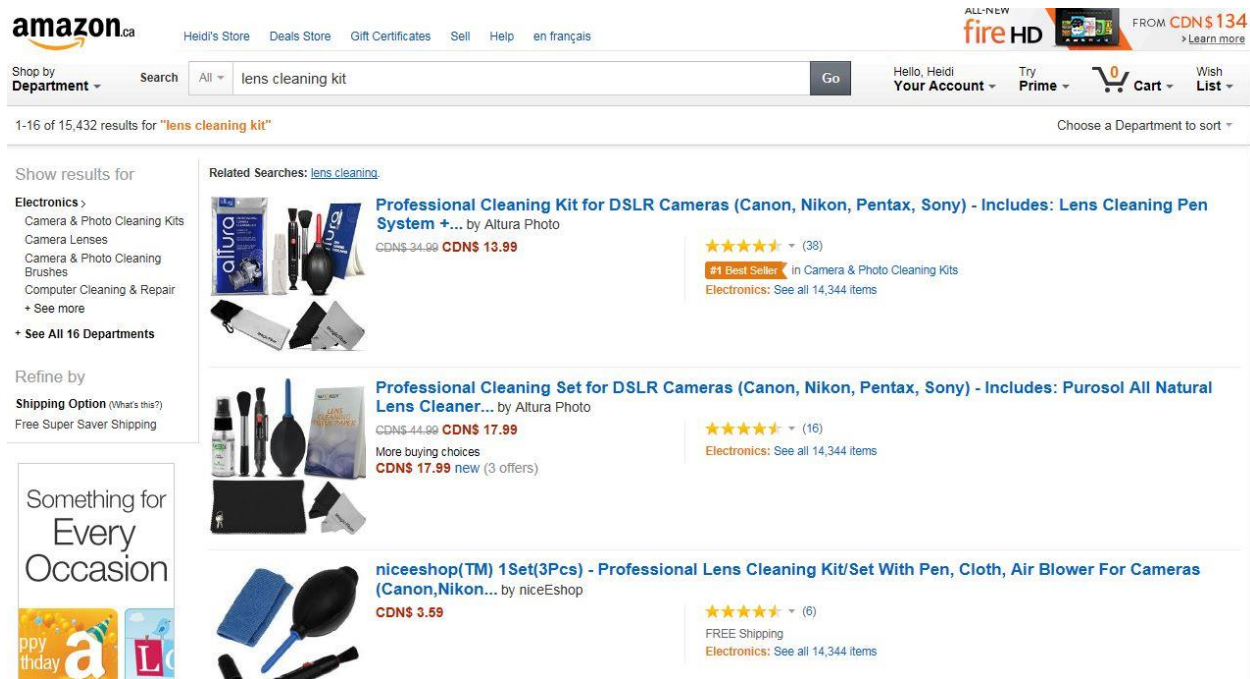 amazon.ca
Heidi's Store Deals Store Gift Certificates Sell Help en français
ALL-NEW
fire HD
FROM CDN$ 134
> Learn more
Shop by
Department
Search
All
lens cleaning kit
Go
Hello, Heidi
Your Account
Try
Prime
0
Cart
Wish
List
1-16 of 15,432 results for "lens cleaning kit"
Choose a Department to sort
Show results for
Electronics >
Camera & Photo Cleaning Kits
Camera Lenses
Camera & Photo Cleaning
Brushes
Computer Cleaning & Repair
+ See more
+ See All 16 Departments
Refine by
Shipping Option (What's this?)
Free Super Saver Shipping
Something for
Every
Occasion
ppy
thday
a
L
Related Searches: lens cleaning.
altura
Professional Cleaning Kit for DSLR Cameras (Canon, Nikon, Pentax, Sony) - Includes: Lens Cleaning Pen
System +... by Altura Photo
CDN$ 34.99 CDN$ 13.99
(38)
#1 Best Seller in Camera & Photo Cleaning Kits
Electronics: See all 14,344 items
LENS
CLEANING
TISSUE PAPER
Professional Cleaning Set for DSLR Cameras (Canon, Nikon, Pentax, Sony) - Includes: Purosol All Natural
Lens Cleaner... by Altura Photo
CDN$ 44.99 CDN$ 17.99
More buying choices
CDN$ 17.99 new (3 offers)
(16)
Electronics: See all 14,344 items
niceeshop(TM) 1Set(3Pcs) - Professional Lens Cleaning Kit/Set With Pen, Cloth, Air Blower For Cameras
(Canon,Nikon... by niceEshop
CDN$ 3.59
(6)
FREE Shipping
Electronics: See all 14,344 items